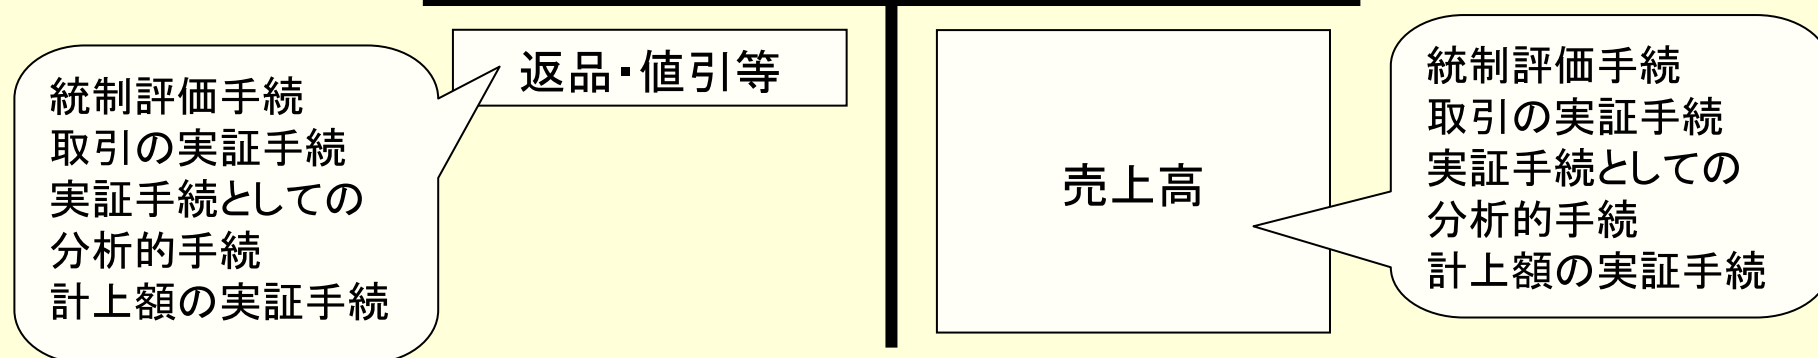 統制評価手続
取引の実証手続
実証手続としての
分析的手続
計上額の実証手続
返品・値引等
売上高
統制評価手続
取引の実証手続
実証手続としての
分析的手続
計上額の実証手続